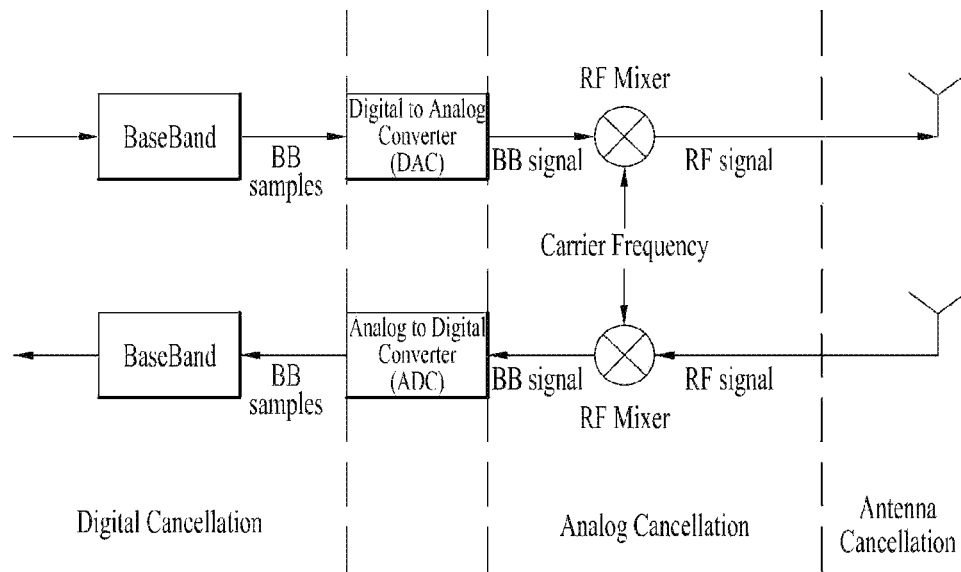 RF Mixer
BaseBand
BB
samples
Digital to Analog
Converter
(DAC)
BB signal
RF signal
Carrier Frequency
BaseBand
BB
samples
Analog to Digital
Converter
(ADC)
BB signal
RF signal
RF Mixer
Digital Cancellation
Analog Cancellation
Antenna
Cancellation